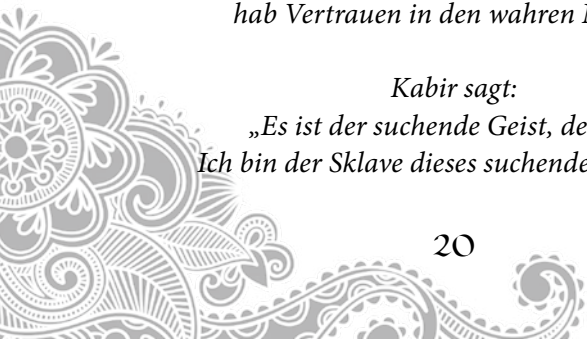 hab Vertrauen in den wahren
Kabir sagt:
„Es ist der suchende Geist,
Ich bin der Sklave dieses
20